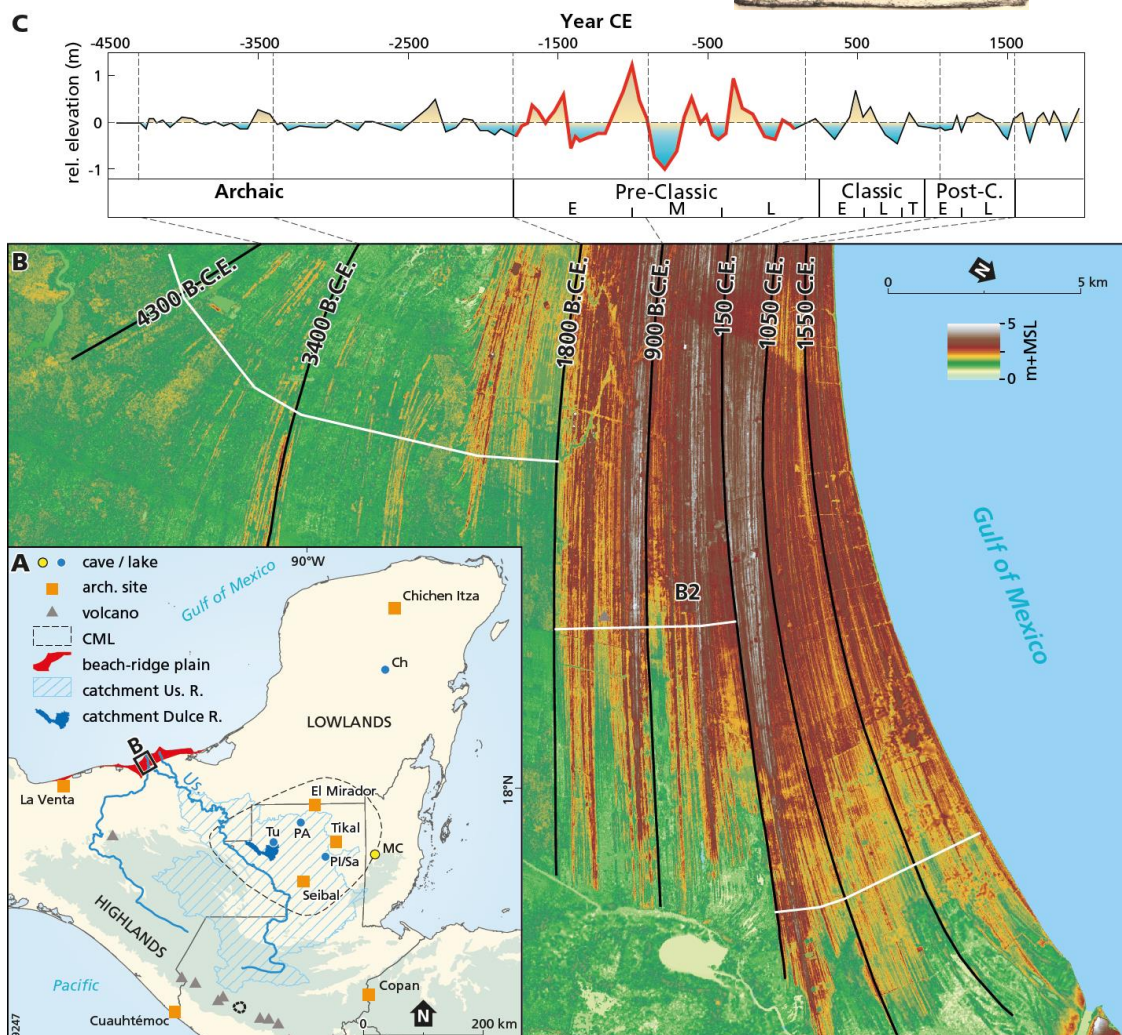 C
Year CE
-4500 -3500 -2500 -1500 -500 500 1500
rel. elevation (m)
1
0
-1
Archaic Pre-Classic Classic Post-C.
E M L E L T E L
B
4300 B.C.E.
3400 B.C.E.
1800 B.C.E.
900 B.C.E.
150 C.E.
1050 C.E.
1550 C.E.
N
0 5 km
5
0
m+MSL
Gulf of Mexico
B2
A
cave / lake
arch. site
volcano
CML
beach-ridge plain
catchment Us. R.
catchment Dulce R.
90°W
Gulf of Mexico
Chichen Itza
Ch
LOWLANDS
B
Us.
La Venta
El Mirador
Tu
PA
Tikal
MC
PI/Sa
Seibal
18°N
HIGHLANDS
Pacific
Copan
Cuauhtémoc
N
0 200 km